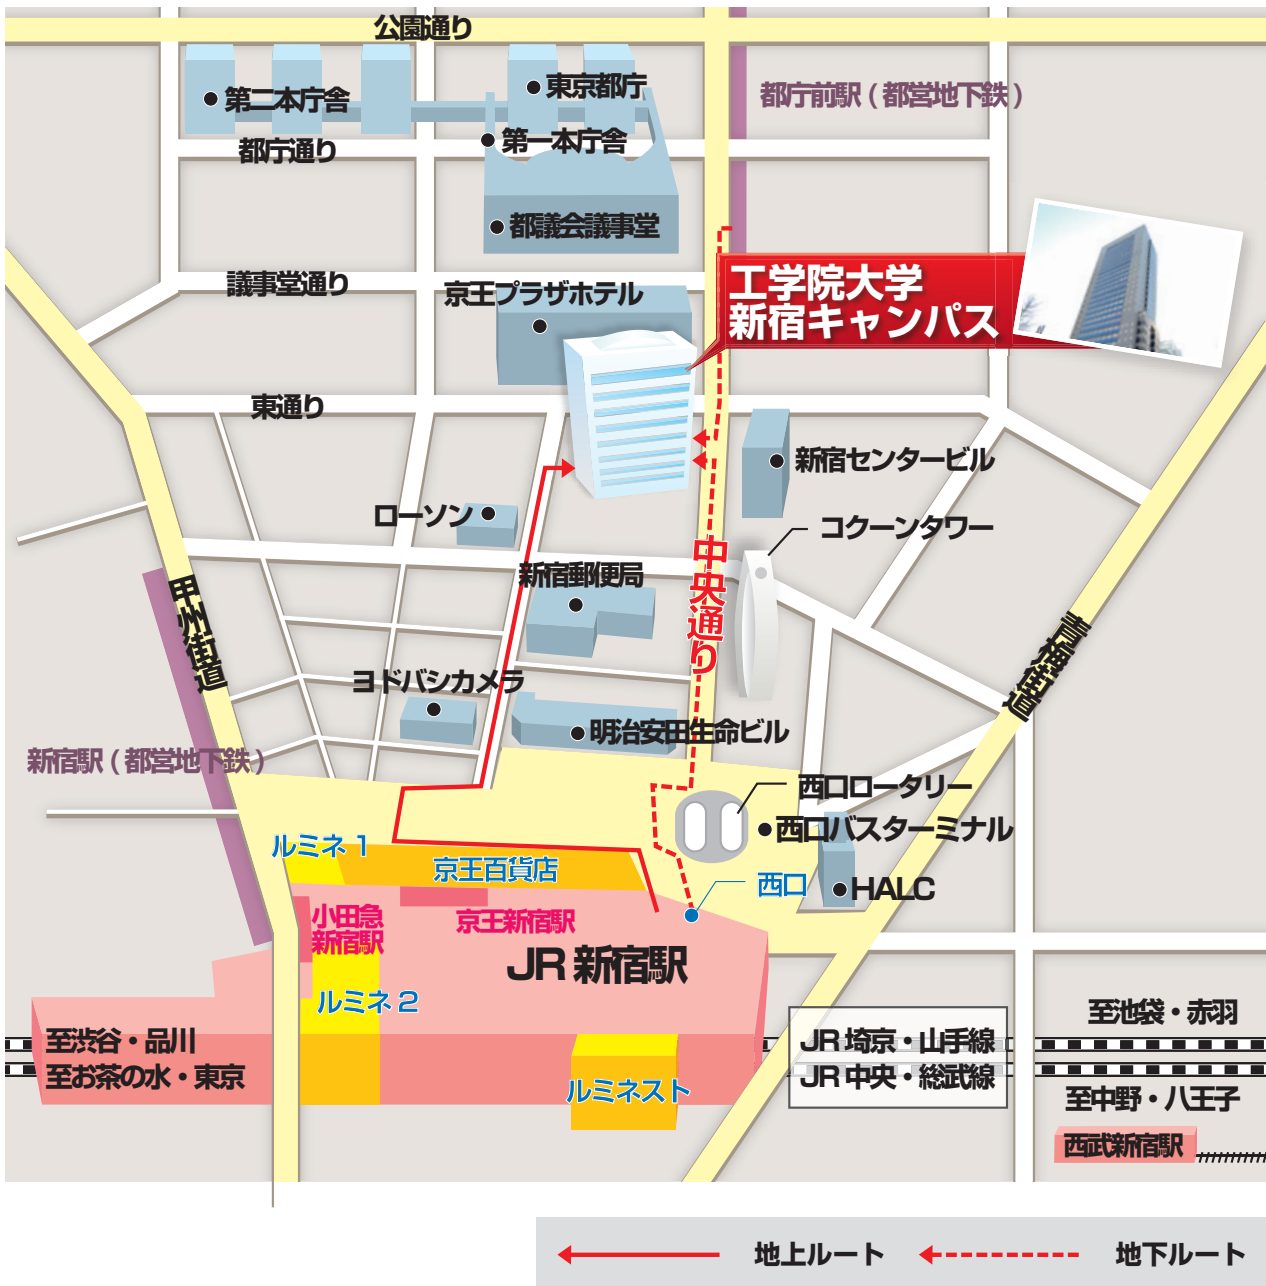 公園通り
東京都庁
第二本庁舎
都庁前駅（都営地下鉄）
第一本庁舎
都庁通り
都議会議事堂
議事堂通り
京王プラザホテル
工学院大学
新宿キャンパス
東通り
新宿センタービル
ローソン
コクーンタワー
中央通り
新宿郵便局
甲州街道
青梅街道
ヨドバシカメラ
明治安田生命ビル
新宿駅（都営地下鉄）
西口ロータリー
西口バスターミナル
ルミネ 1
京王百貨店
西口
HALC
小田急
新宿駅
京王新宿駅
JR 新宿駅
ルミネ 2
至池袋・赤羽
至渋谷・品川
JR 埼京・山手線
至お茶の水・東京
JR 中央・総武線
ルミネスト
至中野・八王子
西武新宿駅
地上ルート
地下ルート